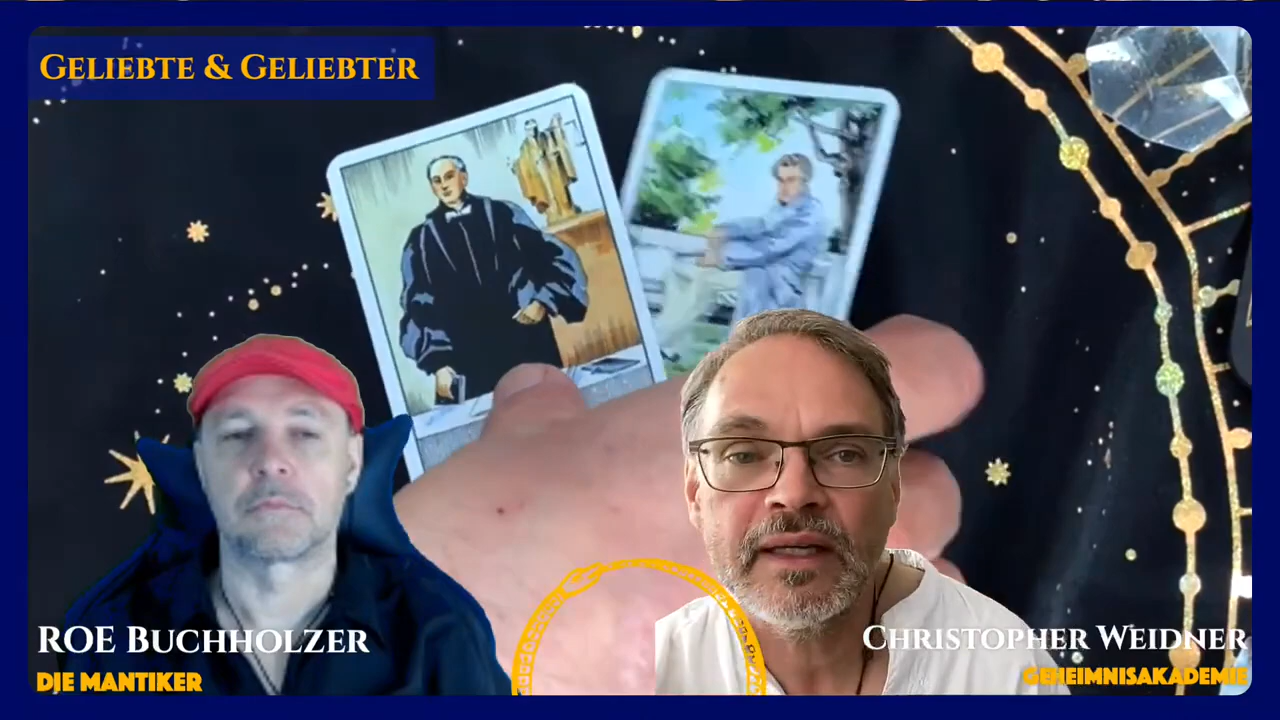 Geliebte & Geliebter
ROE Buchholzer
DIE MANTIKER
Christopher Weidner
GEHEIMNISAKADEMIE